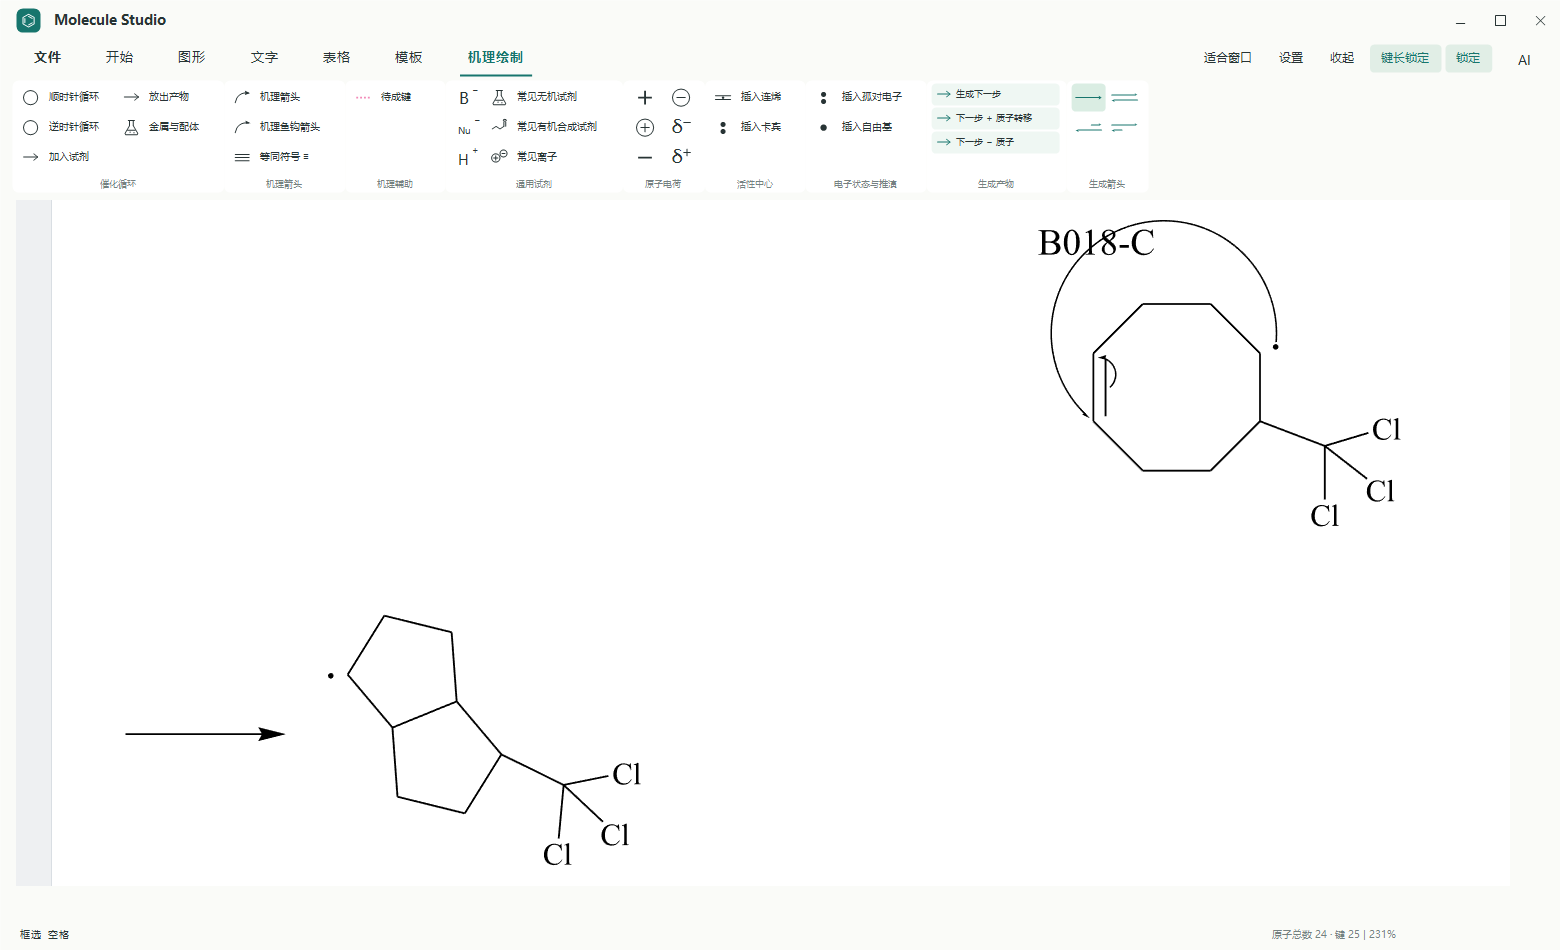 Molecule Studio
文件 开始 图形 文字 表格 模板 机理绘制 适合窗口 设置 收起 键长锁定 锁定 AI
顺时针循环 放出产物 机理箭头 待成键 B⁻ 常见无机试剂 + ⊖ 插入连烯 插入孤对电子 生成下一步
逆时针循环 金属与配体 机理鱼钩箭头 Nu⁻ 常见有机合成试剂 ⊕ δ⁻ 插入卡宾 插入自由基 下一步 + 质子转移
加入试剂 等同符号 ≡ H⁺ 常见离子 − δ⁺ 下一步 − 质子
催化循环 机理箭头 机理辅助 通用试剂 原子电荷 活性中心 电子状态与推演 生成产物 生成箭头
B018-C
Cl
Cl
Cl
Cl
Cl
Cl
框选 空格 原子总数 24 · 键 25 | 231%